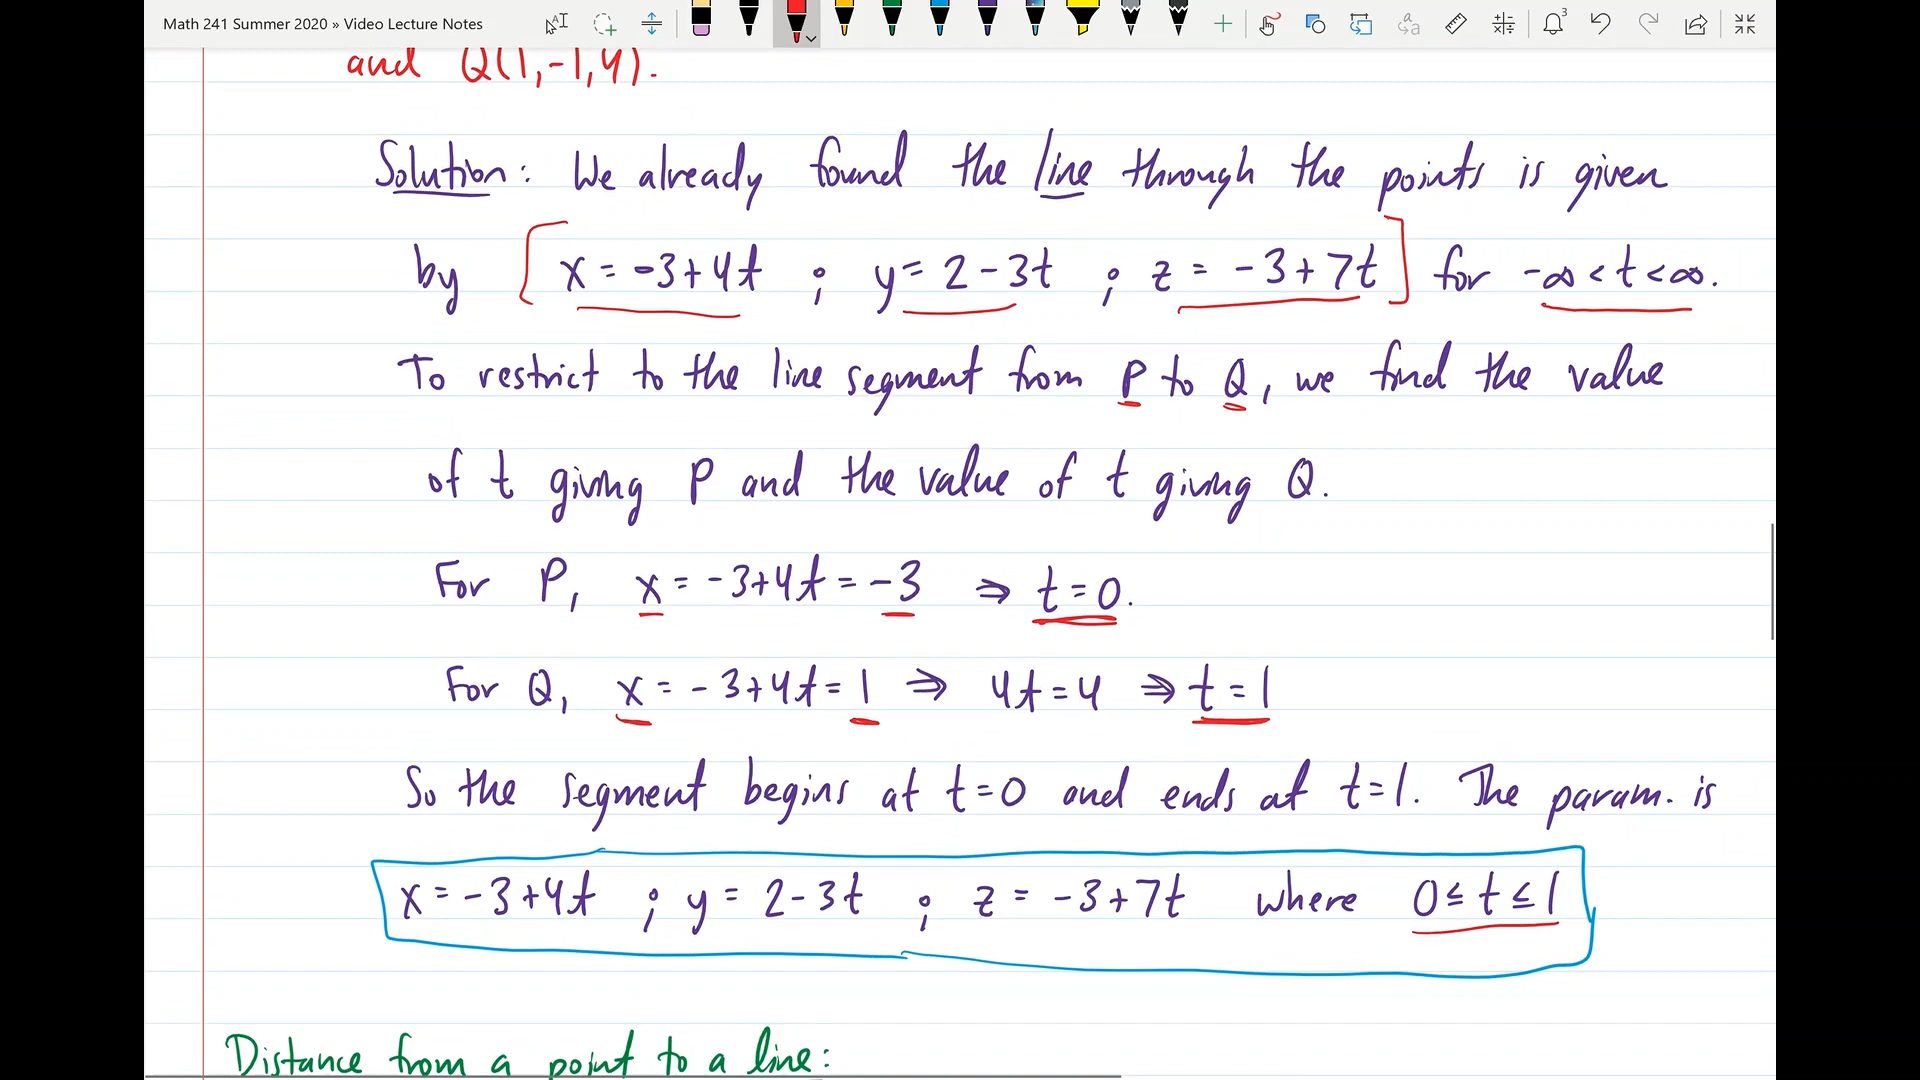 Math 241 Summer 2020 » Video Lecture Notes
and Q(1,-1,4).
Solution: We already found the line through the points is given
by [ x = -3+4t ; y = 2-3t ; z = -3+7t ] for -∞<t<∞.
To restrict to the line segment from P to Q, we find the value
of t giving P and the value of t giving Q.
For P, x = -3+4t = -3 ⇒ t=0.
For Q, x = -3+4t = 1 ⇒ 4t=4 ⇒ t=1
So the segment begins at t=0 and ends at t=1. The param. is
x = -3+4t ; y = 2-3t ; z = -3+7t where 0≤t≤1
Distance from a point to a line: